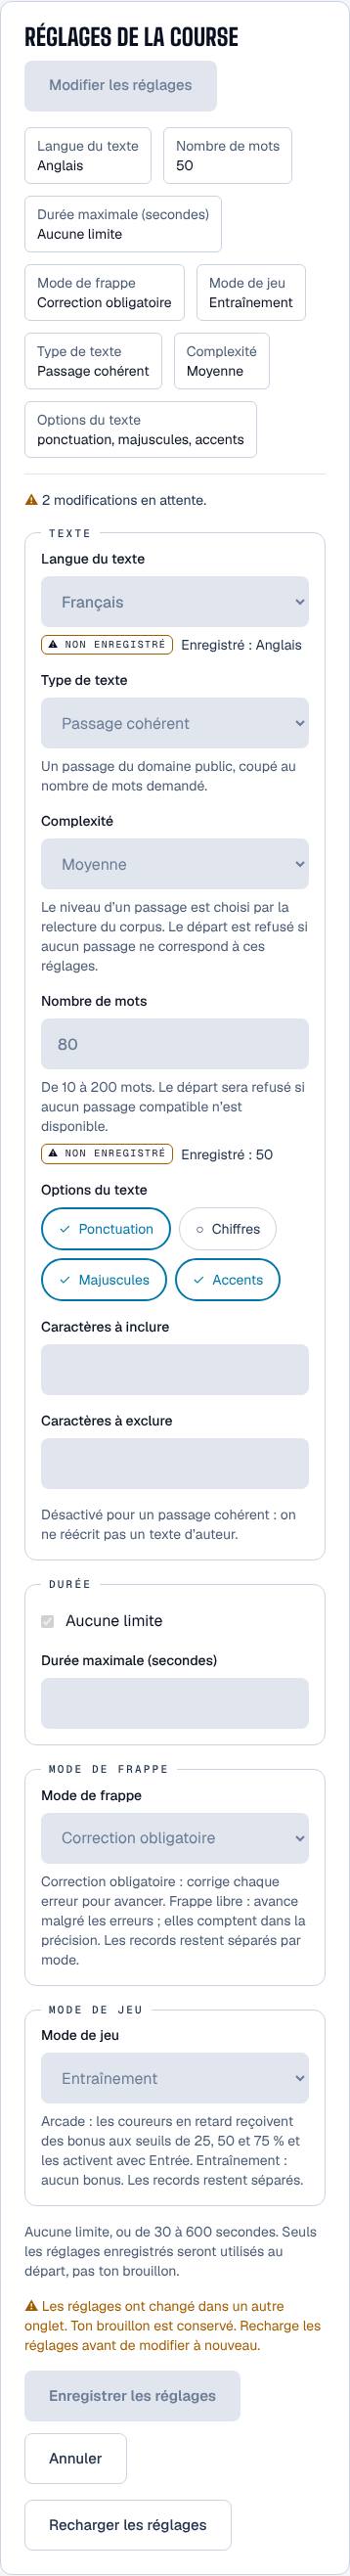 RÉGLAGES DE LA COURSE
Modifier les réglages
Langue du texte
Anglais
Nombre de mots
50
Durée maximale (secondes)
Aucune limite
Mode de frappe
Correction obligatoire
Mode de jeu
Entraînement
Type de texte
Passage cohérent
Complexité
Moyenne
Options du texte
ponctuation, majuscules, accents
⚠ 2 modifications en attente.
TEXTE
Langue du texte
Français
⚠ NON ENREGISTRÉ Enregistré : Anglais
Type de texte
Passage cohérent
Un passage du domaine public, coupé au
nombre de mots demandé.
Complexité
Moyenne
Le niveau d’un passage est choisi par la
relecture du corpus. Le départ est refusé si
aucun passage ne correspond à ces
réglages.
Nombre de mots
80
De 10 à 200 mots. Le départ sera refusé si
aucun passage compatible n’est
disponible.
⚠ NON ENREGISTRÉ Enregistré : 50
Options du texte
✓ Ponctuation
○ Chiffres
✓ Majuscules
✓ Accents
Caractères à inclure
Caractères à exclure
Désactivé pour un passage cohérent : on
ne réécrit pas un texte d’auteur.
DURÉE
Aucune limite
Durée maximale (secondes)
MODE DE FRAPPE
Mode de frappe
Correction obligatoire
Correction obligatoire : corrige chaque
erreur pour avancer. Frappe libre : avance
malgré les erreurs ; elles comptent dans la
précision. Les records restent séparés par
mode.
MODE DE JEU
Mode de jeu
Entraînement
Arcade : les coureurs en retard reçoivent
des bonus aux seuils de 25, 50 et 75 % et
les activent avec Entrée. Entraînement :
aucun bonus. Les records restent séparés.
Aucune limite, ou de 30 à 600 secondes. Seuls
les réglages enregistrés seront utilisés au
départ, pas ton brouillon.
⚠ Les réglages ont changé dans un autre
onglet. Ton brouillon est conservé. Recharge les
réglages avant de modifier à nouveau.
Enregistrer les réglages
Annuler
Recharger les réglages